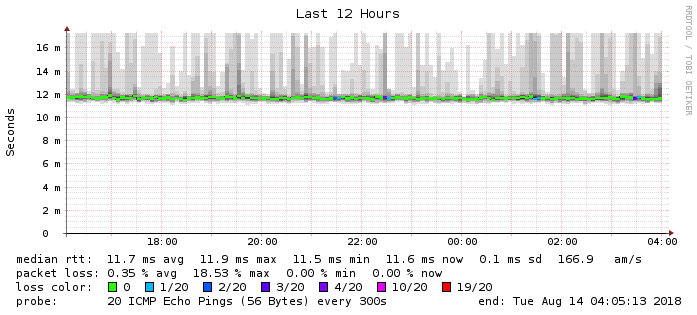 Last 12 Hours
RRDTOOL / TOBI OETIKER
Seconds
16 m
14 m
12 m
10 m
8 m
6 m
4 m
2 m
0
18:00 20:00 22:00 00:00 02:00 04:00
median rtt: 11.7 ms avg 11.9 ms max 11.5 ms min 11.6 ms now 0.1 ms sd 166.9 am/s
packet loss: 0.35 % avg 18.53 % max 0.00 % min 0.00 % now
loss color: 0 1/20 2/20 3/20 4/20 10/20 19/20
probe: 20 ICMP Echo Pings (56 Bytes) every 300s end: Tue Aug 14 04:05:13 2018